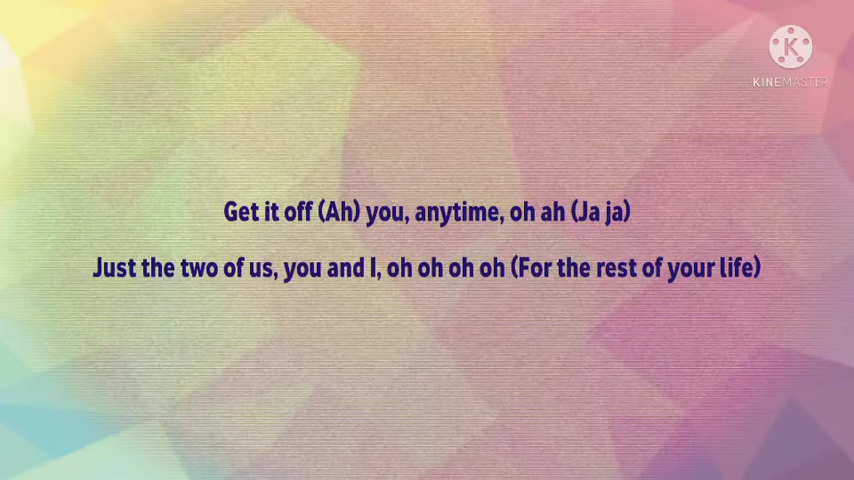 KINEMASTER
Get it off (Ah) you, anytime, oh ah (Ja ja)
Just the two of us, you and I, oh oh oh oh (For the rest of your life)